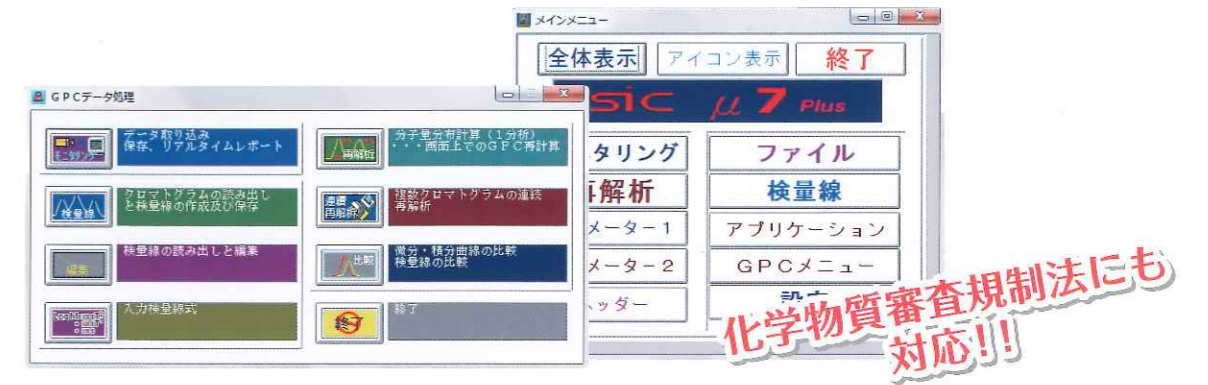 メインメニュー
全体表示 アイコン表示 終了
sic μ7 Plus
タリング ファイル
解析 検量線
メーター1 アプリケーション
メーター2 GPCメニュー
ッダー
GPCデータ処理
モニタリング
データ取り込み
保存、リアルタイムレポート
再解析
分子量分布計算(1分析)
・・・画面上でのGPC再計算
検量線
クロマトグラムの読み出し
と検量線の作成及び保存
連續
再解析
複数クロマトグラムの連続
再解析
編集
検量線の読み出しと編集
比較
微分・積分曲線の比較
検量線の比較
入力検量線式
終了
終了
化学物質審査規制法にも
対応!!